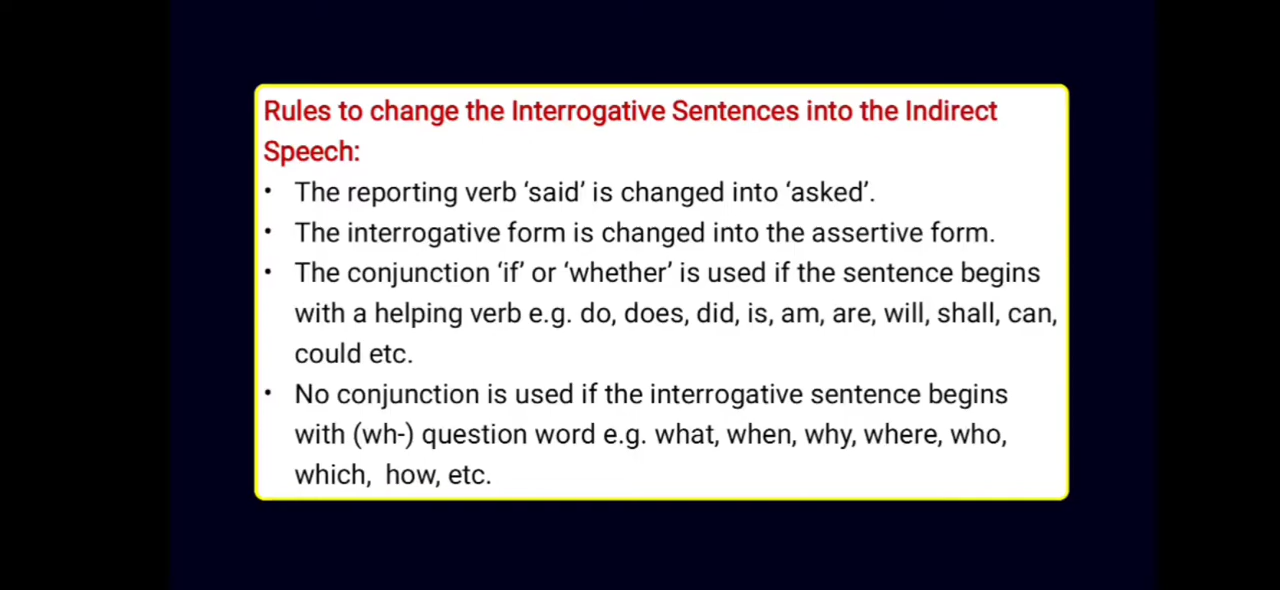 Rules to change the Interrogative Sentences into the Indirect
Speech:
• The reporting verb ‘said’ is changed into ‘asked’.
• The interrogative form is changed into the assertive form.
• The conjunction ‘if’ or ‘whether’ is used if the sentence begins
with a helping verb e.g. do, does, did, is, am, are, will, shall, can,
could etc.
• No conjunction is used if the interrogative sentence begins
with (wh-) question word e.g. what, when, why, where, who,
which, how, etc.